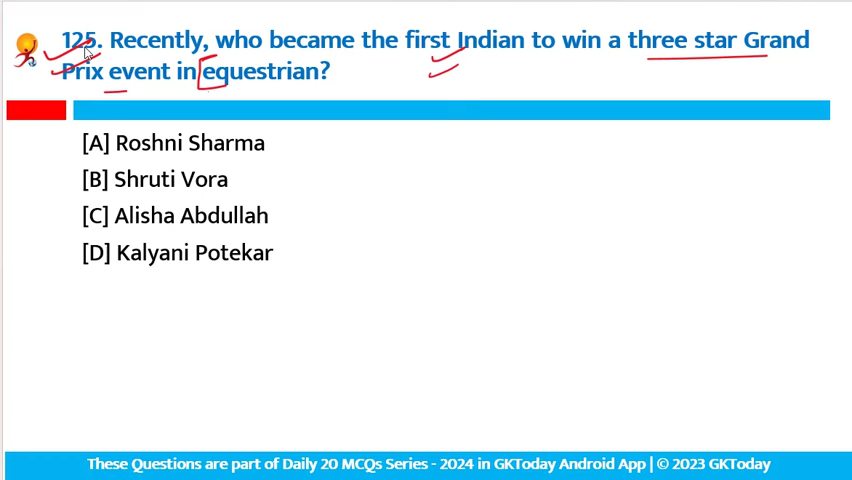 125. Recently, who became the first Indian to win a three star Grand
Prix event in equestrian?
[A] Roshni Sharma
[B] Shruti Vora
[C] Alisha Abdullah
[D] Kalyani Potekar
These Questions are part of Daily 20 MCQs Series - 2024 in GKToday Android App | © 2023 GKToday